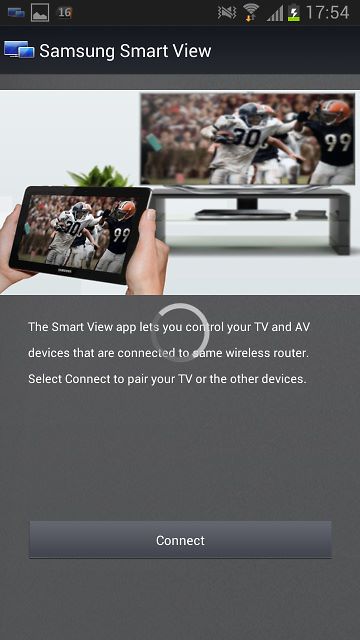 16
17:54
Samsung Smart View
30
99
30
99
SAMSUNG
The Smart View app lets you control your TV and AV
devices that are connected to same wireless router.
Select Connect to pair your TV or the other devices.
Connect